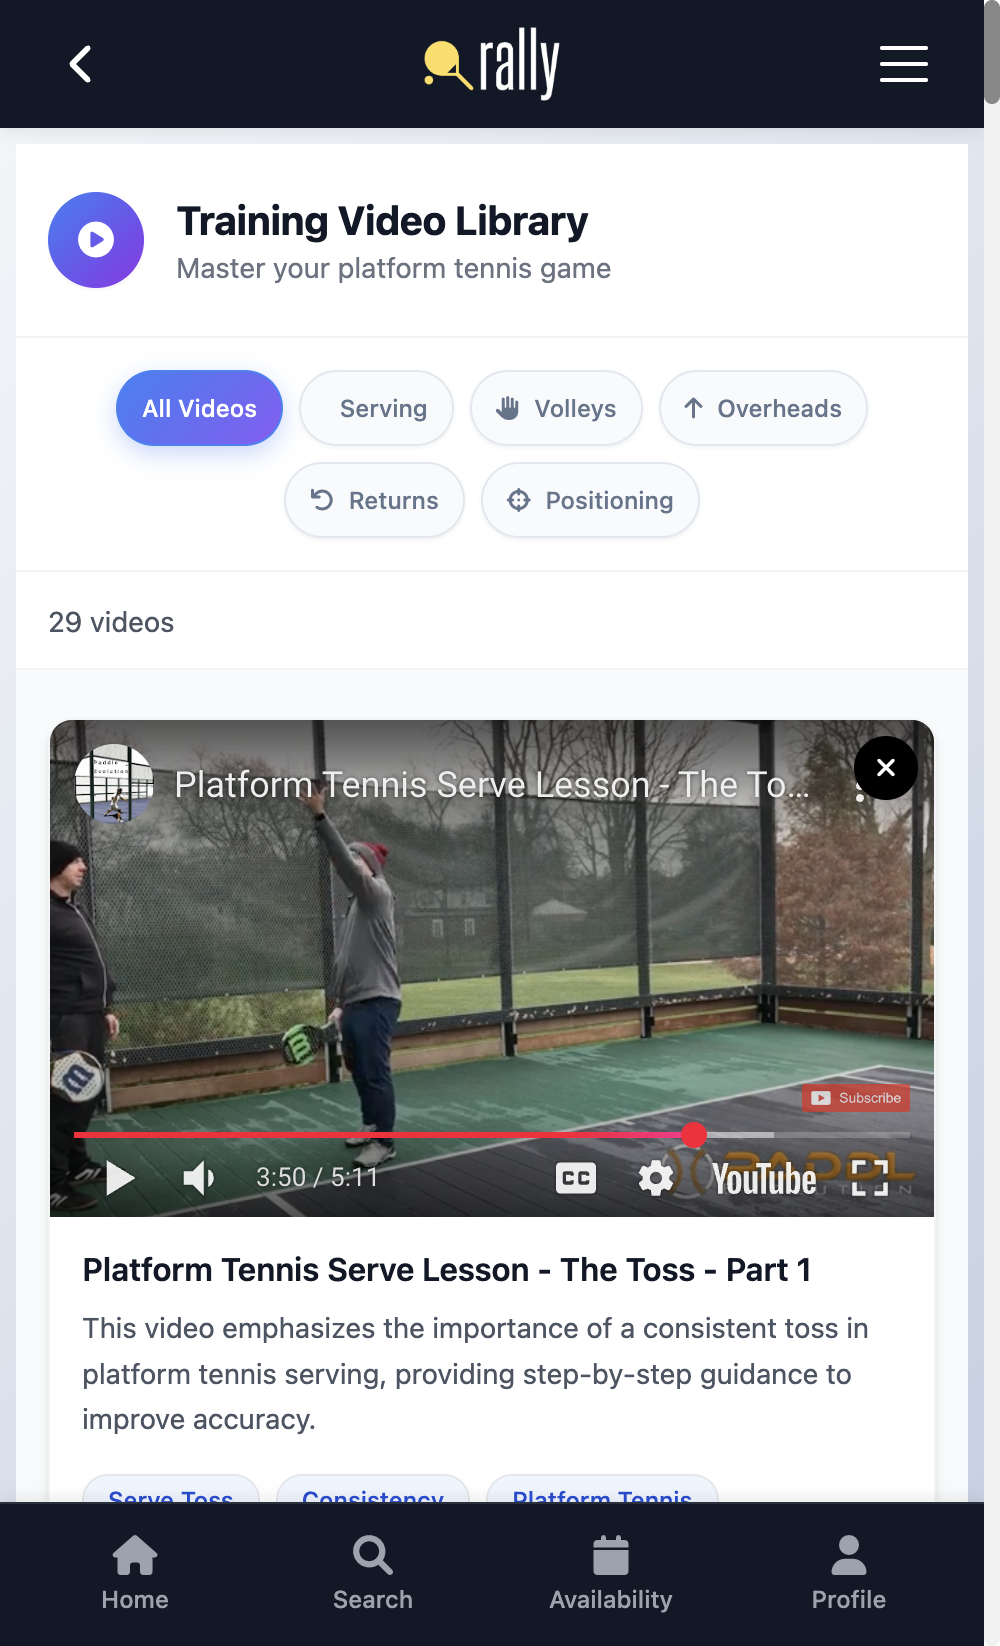 rally
Training Video Library
Master your platform tennis game
All Videos
Serving
Volleys
Overheads
Returns
Positioning
29 videos
Paddle
Evolution
Platform Tennis Serve Lesson - The To...
Subscribe
3:50 / 5:11
CC
YouTube
Platform Tennis Serve Lesson - The Toss - Part 1
This video emphasizes the importance of a consistent toss in
platform tennis serving, providing step-by-step guidance to
improve accuracy.
Serve Toss
Consistency
Platform Tennis
Home
Search
Availability
Profile